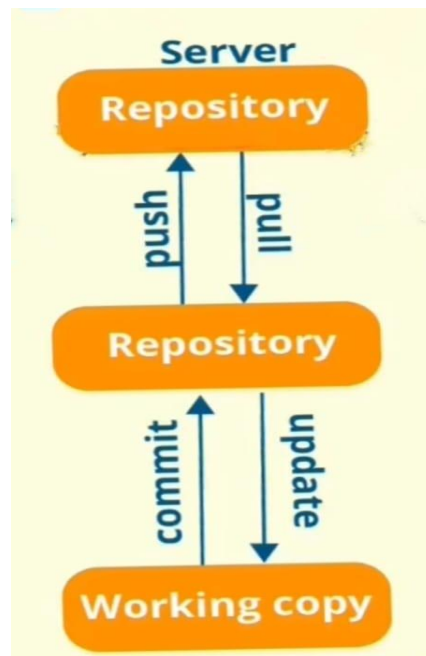 Server
Repository
push
pull
Repository
commit
update
Working copy